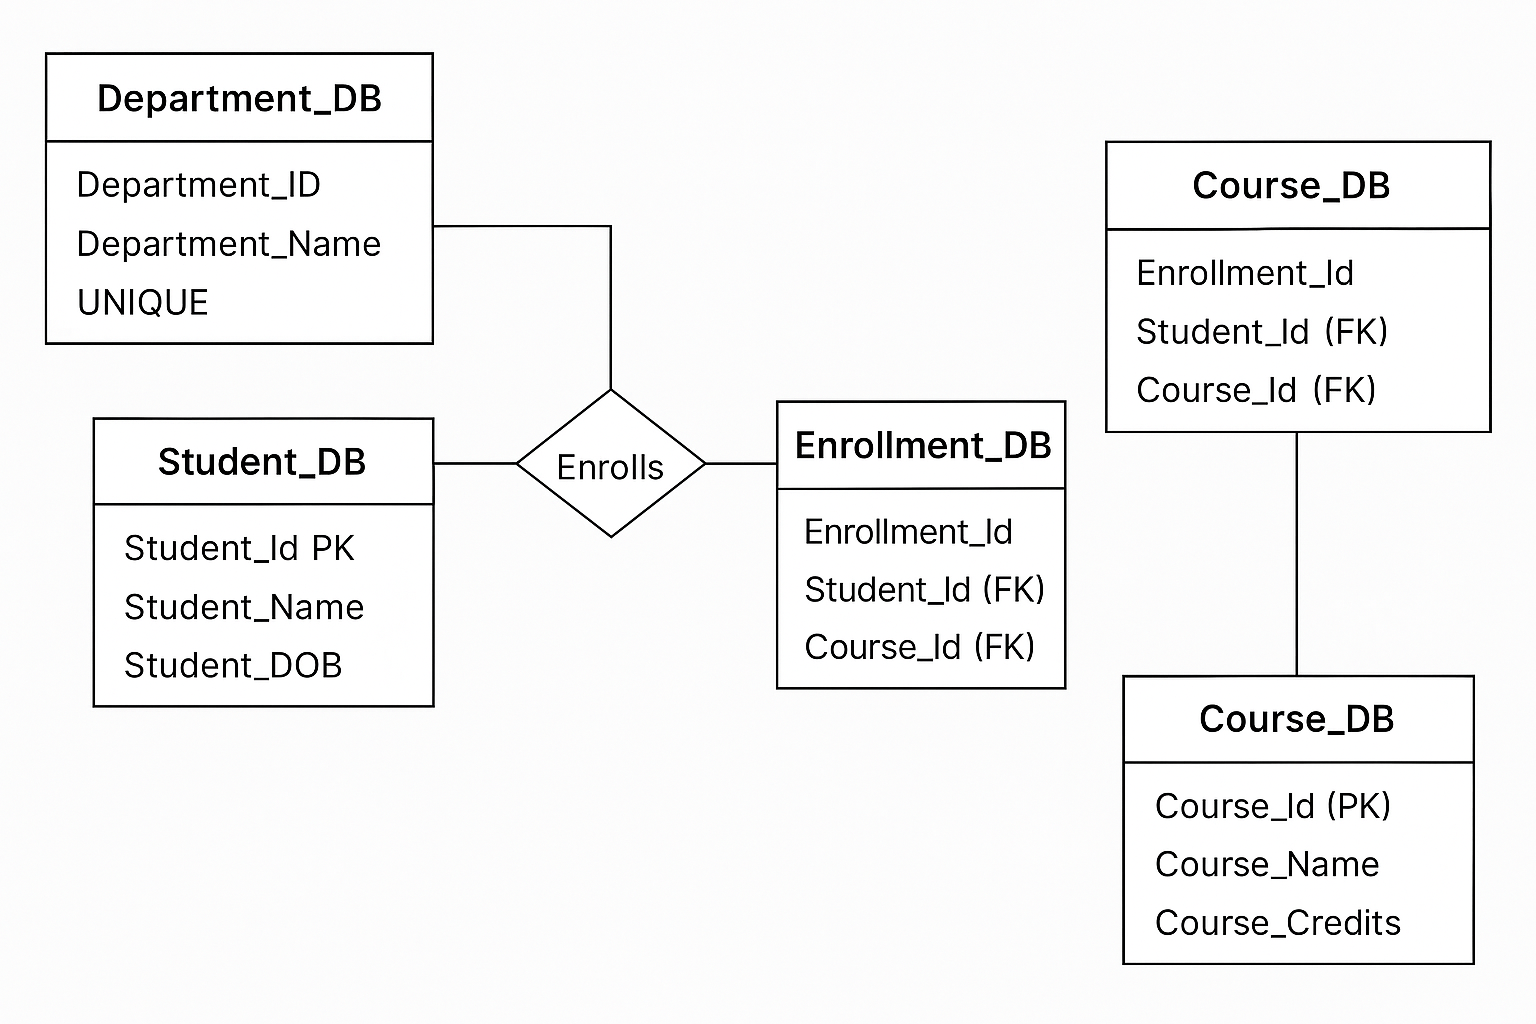 Department_DB
Department_ID
Department_Name
UNIQUE
Student_DB
Student_Id PK
Student_Name
Student_DOB
Enrolls
Enrollment_DB
Enrollment_Id
Student_Id (FK)
Course_Id (FK)
Course_DB
Enrollment_Id
Student_Id (FK)
Course_Id (FK)
Course_DB
Course_Id (PK)
Course_Name
Course_Credits